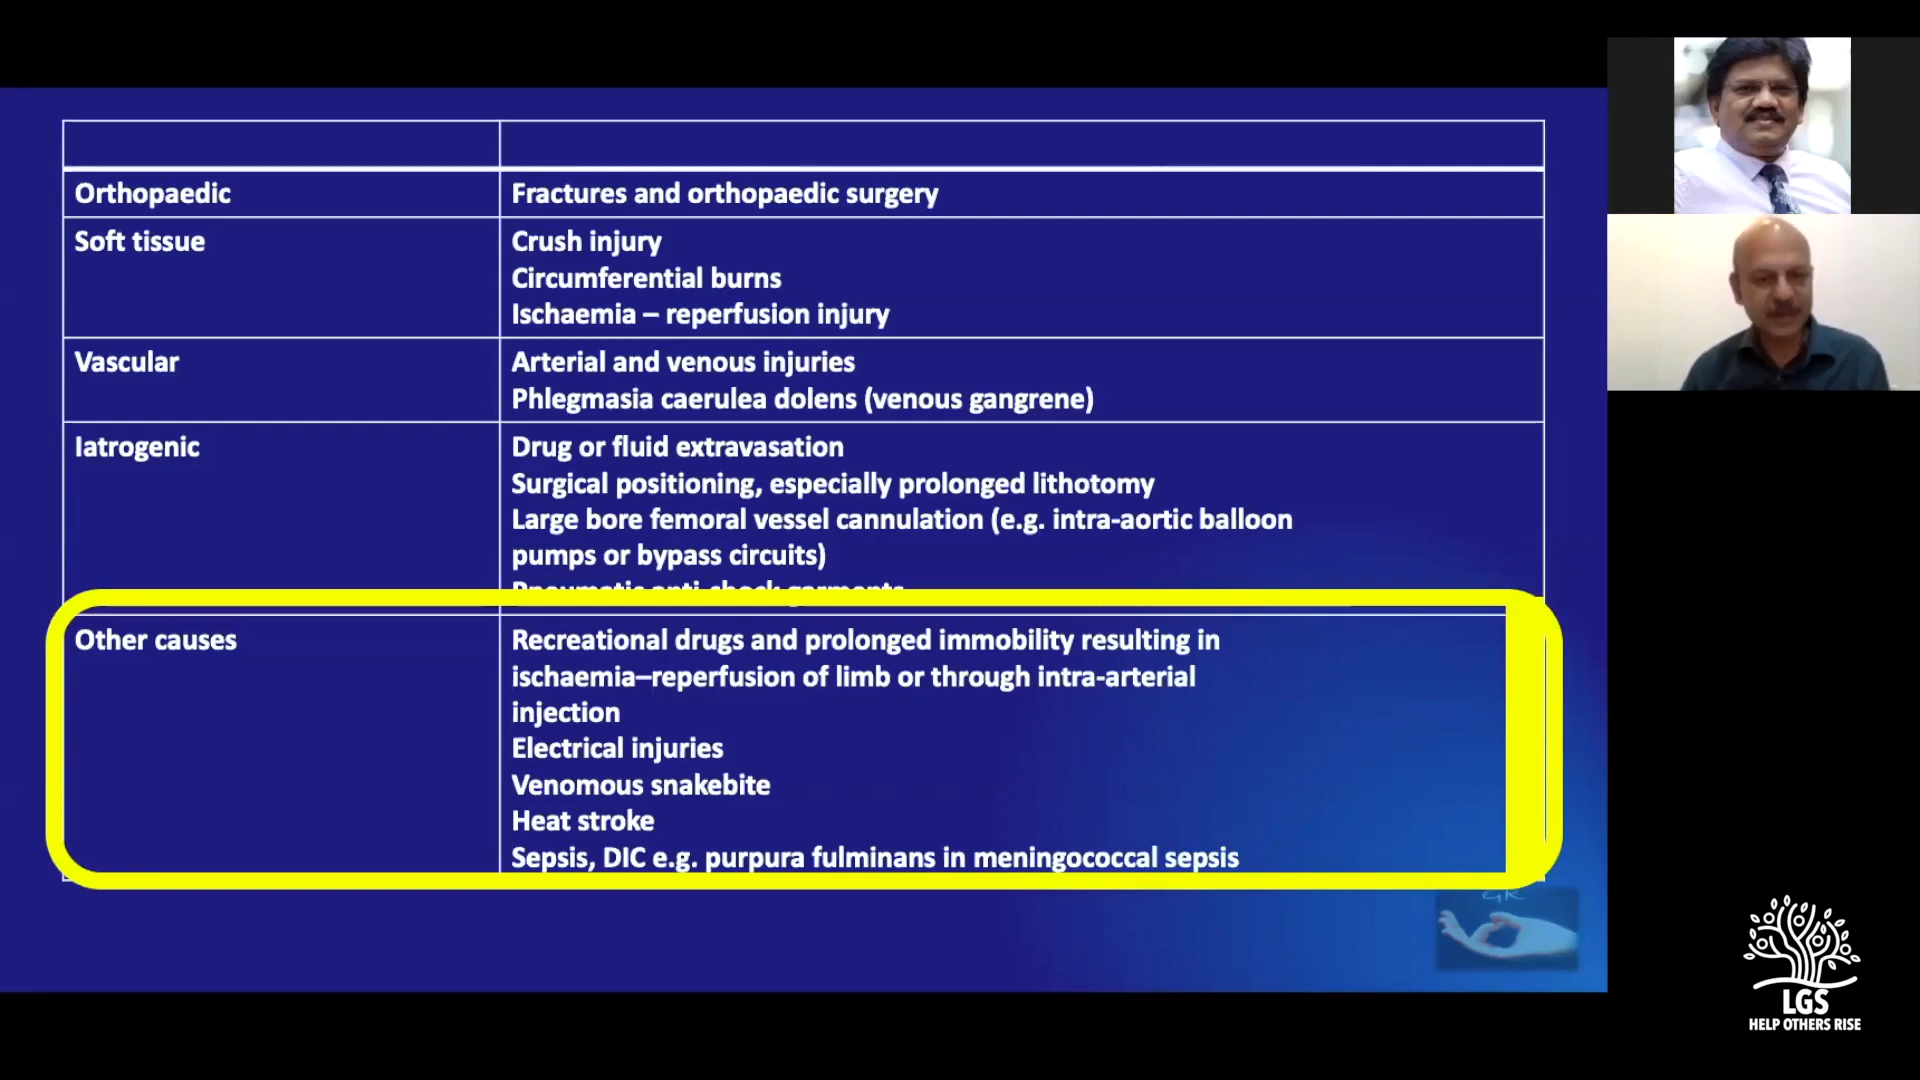 Orthopaedic
Fractures and orthopaedic surgery
Soft tissue
Crush injury
Circumferential burns
Ischaemia – reperfusion injury
Vascular
Arterial and venous injuries
Phlegmasia caerulea dolens (venous gangrene)
Iatrogenic
Drug or fluid extravasation
Surgical positioning, especially prolonged lithotomy
Large bore femoral vessel cannulation (e.g. intra-aortic balloon
pumps or bypass circuits)
Pneumatic anti-shock garments
Other causes
Recreational drugs and prolonged immobility resulting in
ischaemia–reperfusion of limb or through intra-arterial
injection
Electrical injuries
Venomous snakebite
Heat stroke
Sepsis, DIC e.g. purpura fulminans in meningococcal sepsis
LGS
HELP OTHERS RISE